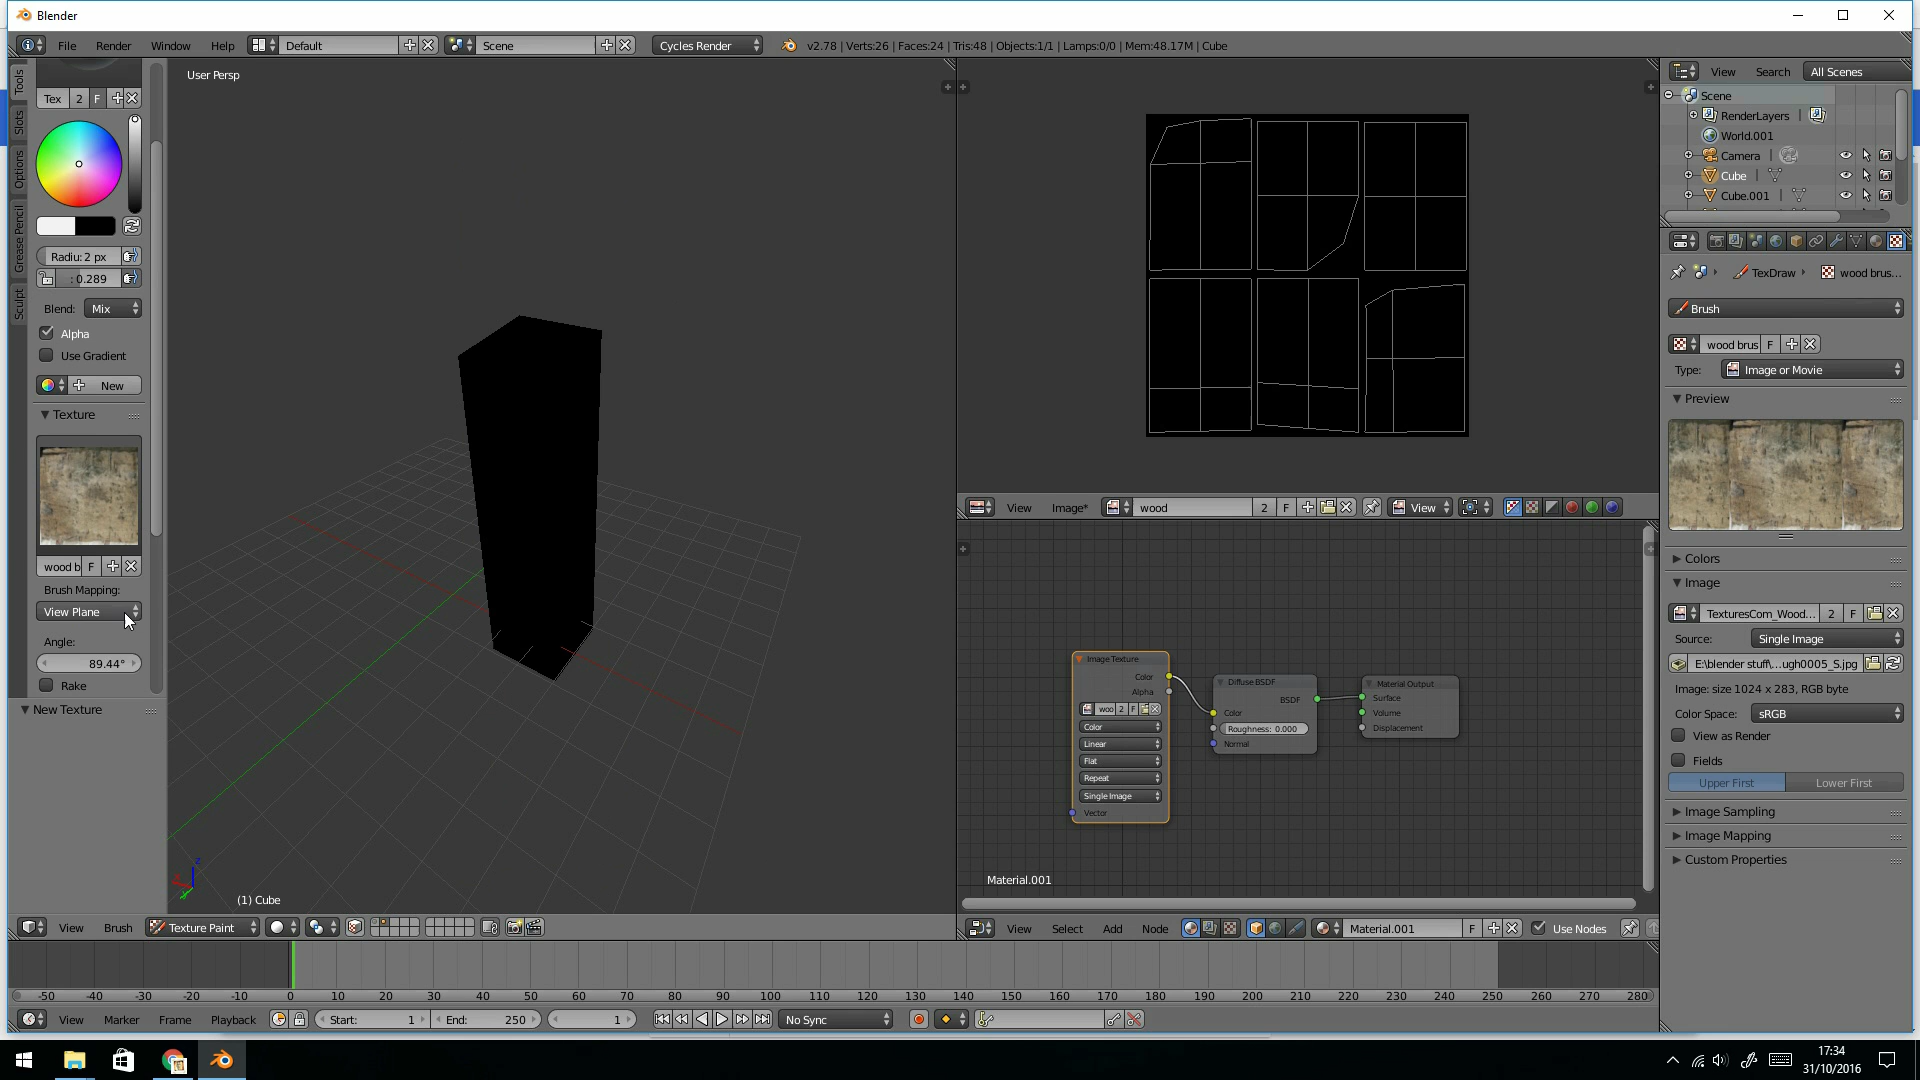 Blender
File Render Window Help Default Scene Cycles Render v2.78 | Verts:26 | Faces:24 | Tris:48 | Objects:1/1 | Lamps:0/0 | Mem:48.17M | Cube
Tools
Slots
Options
Grease Pencil
Sculpt
Tex 2 F
Radiu: 2 px
: 0.289
Blend: Mix
Alpha
Use Gradient
New
Texture
wood b F
Brush Mapping:
View Plane
Angle:
89.44°
Rake
New Texture
User Persp
(1) Cube
View Brush Texture Paint
View Image* wood 2 F View
Image Texture
Color
Alpha
woo 2 F
Color
Linear
Flat
Repeat
Single Image
Vector
Diffuse BSDF
BSDF
Color
Roughness: 0.000
Normal
Material Output
Surface
Volume
Displacement
Material.001
View Select Add Node Material.001 F Use Nodes
View Search All Scenes
Scene
RenderLayers
World.001
Camera
Cube
Cube.001
TexDraw wood brus...
Brush
wood brus F
Type: Image or Movie
Preview
Colors
Image
TexturesCom_Wood... 2 F
Source: Single Image
E:\blender stuff\...ugh0005_S.jpg
Image: size 1024 x 283, RGB byte
Color Space: sRGB
View as Render
Fields
Upper First Lower First
Image Sampling
Image Mapping
Custom Properties
-50 -40 -30 -20 -10 0 10 20 30 40 50 60 70 80 90 100 110 120 130 140 150 160 170 180 190 200 210 220 230 240 250 260 270 280
View Marker Frame Playback Start: 1 End: 250 1 No Sync
17:34
31/10/2016